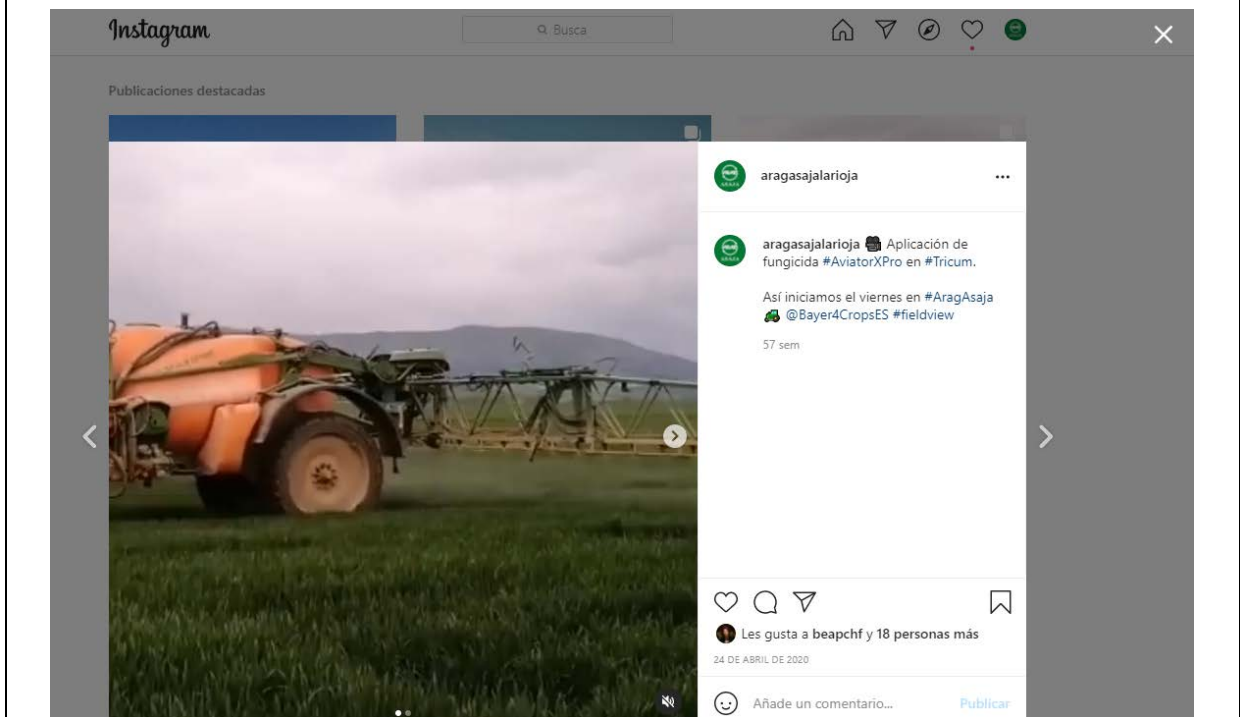 Instagram
Busca
Publicaciones destacadas
aragasajalarioja
aragasajalarioja 🎥 Aplicación de
fungicida #AviatorXPro en #Tricum.
Así iniciamos el viernes en #AragAsaja
🚜 @Bayer4CropsES #fieldview
57 sem
Les gusta a beapchf y 18 personas más
24 DE ABRIL DE 2020
Añade un comentario...
Publicar